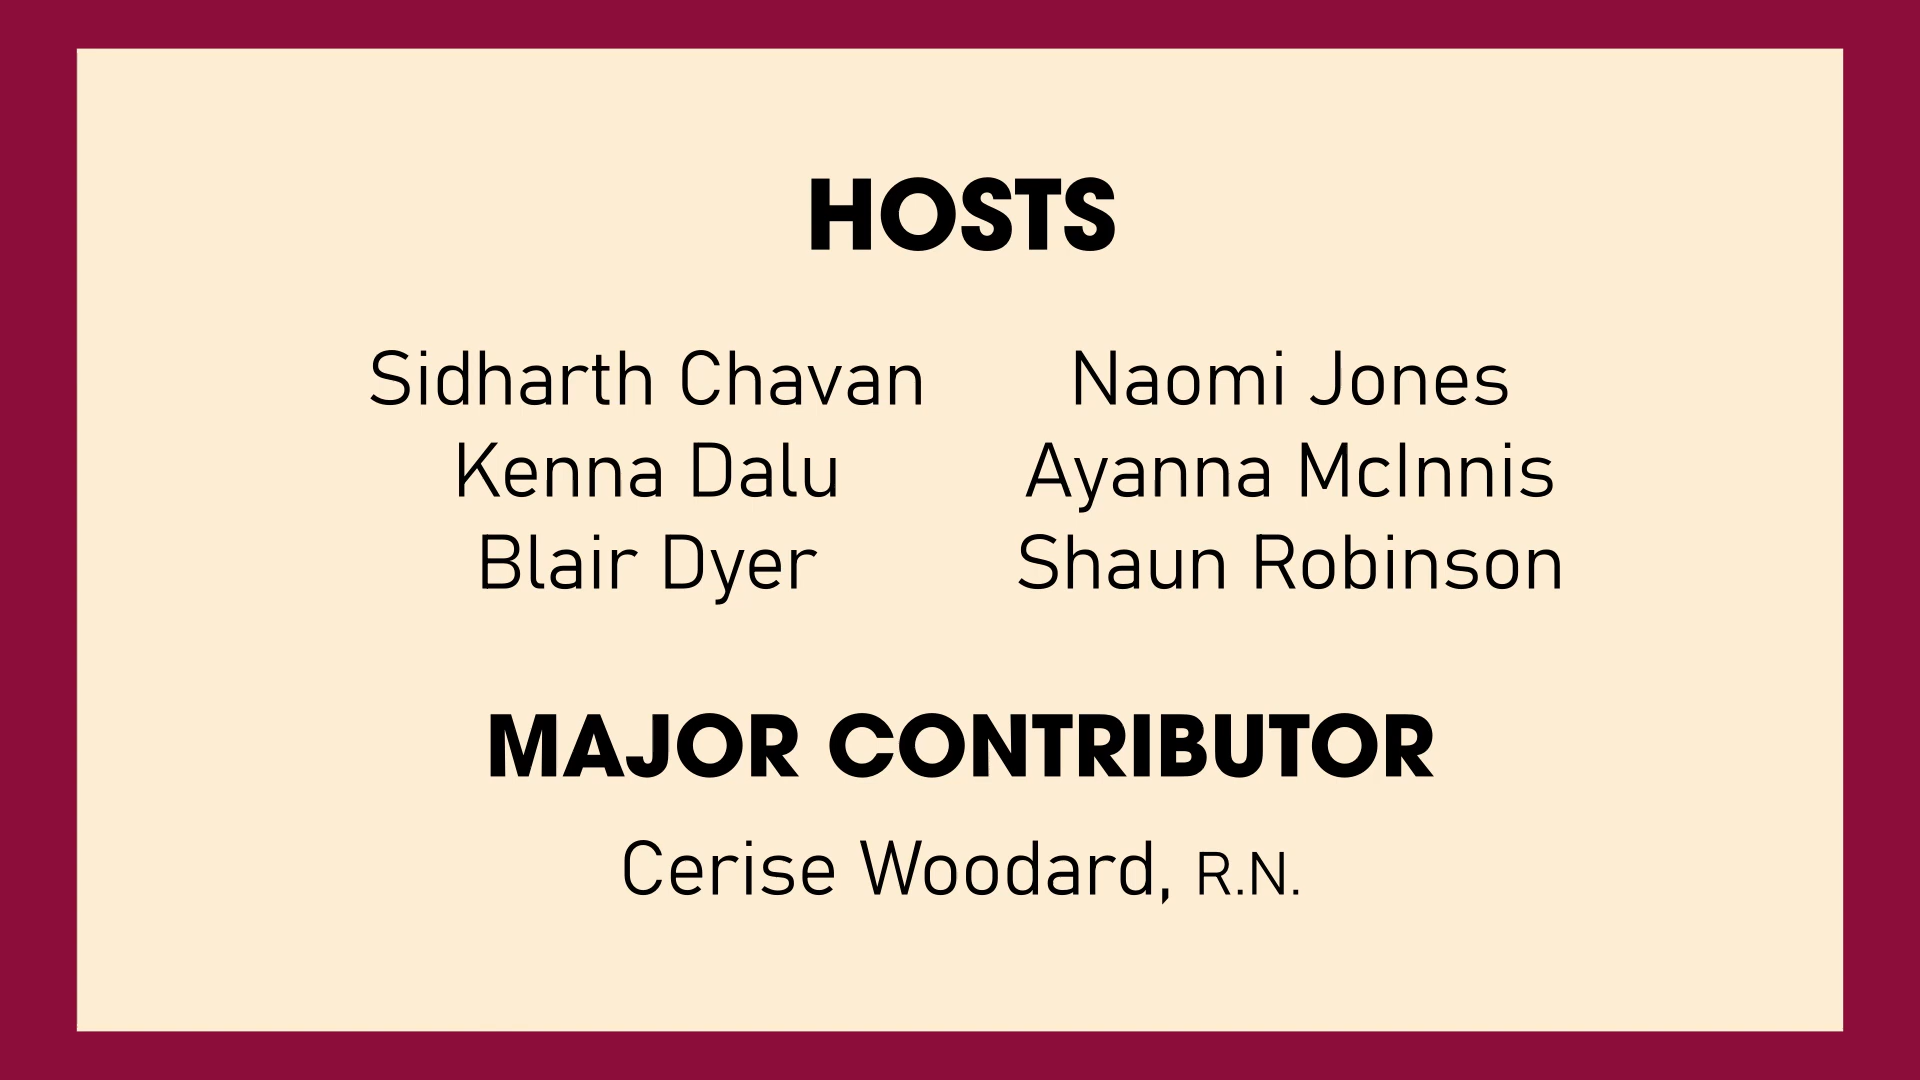 HOSTS
Sidharth Chavan
Kenna Dalu
Blair Dyer
Naomi Jones
Ayanna McInnis
Shaun Robinson
MAJOR CONTRIBUTOR
Cerise Woodard, R.N.